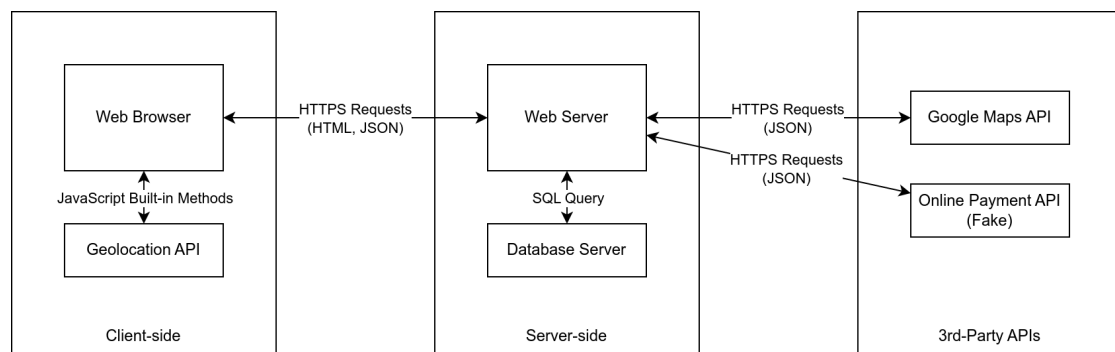 Web Browser
HTTPS Requests
(HTML, JSON)
Web Server
HTTPS Requests
(JSON)
Google Maps API
HTTPS Requests
(JSON)
JavaScript Built-in Methods
SQL Query
Online Payment API
(Fake)
Geolocation API
Database Server
Client-side
Server-side
3rd-Party APIs